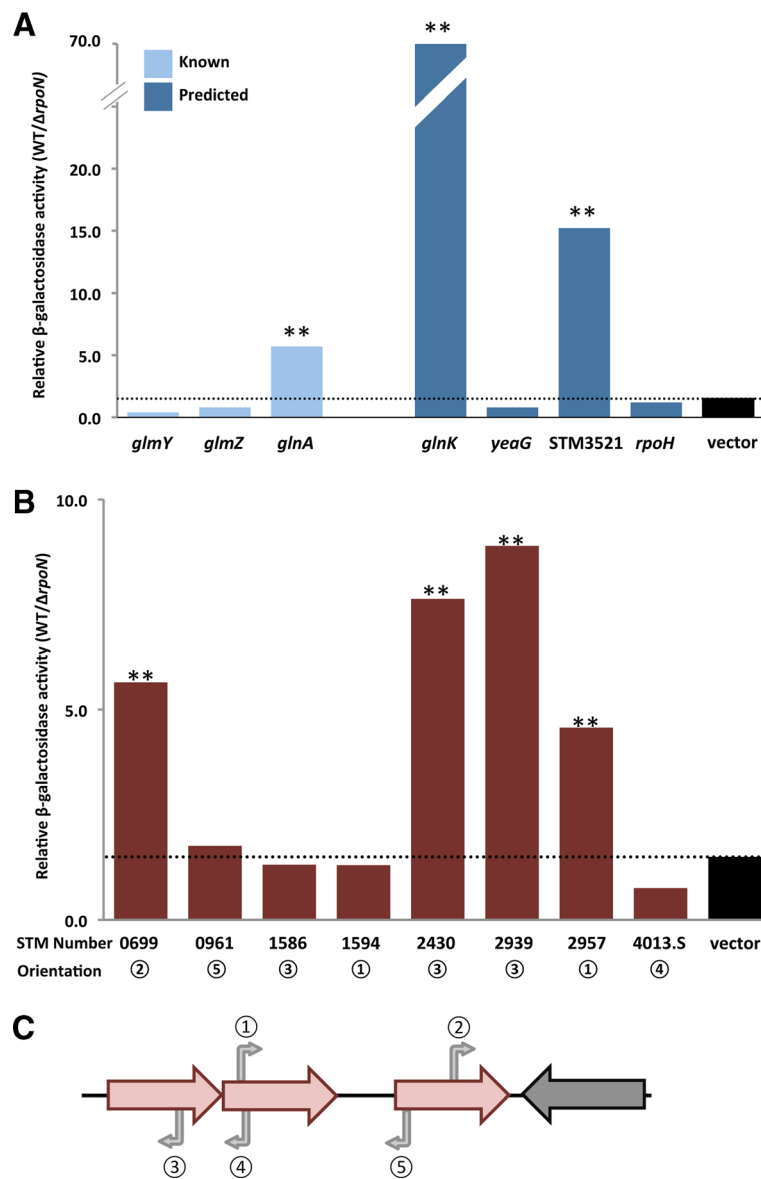 A
Relative β-galactosidase activity (WT/ΔrpoN)
70.0
20.0
15.0
10.0
5.0
0.0
Known
Predicted
**
**
**
glmY glmZ glnA glnK yeaG STM3521 rpoH vector
B
Relative β-galactosidase activity (WT/ΔrpoN)
10.0
5.0
0.0
**
**
**
**
STM Number 0699 0961 1586 1594 2430 2939 2957 4013.S vector
Orientation ② ⑤ ③ ① ③ ③ ① ④
C
① ②
③ ④ ⑤